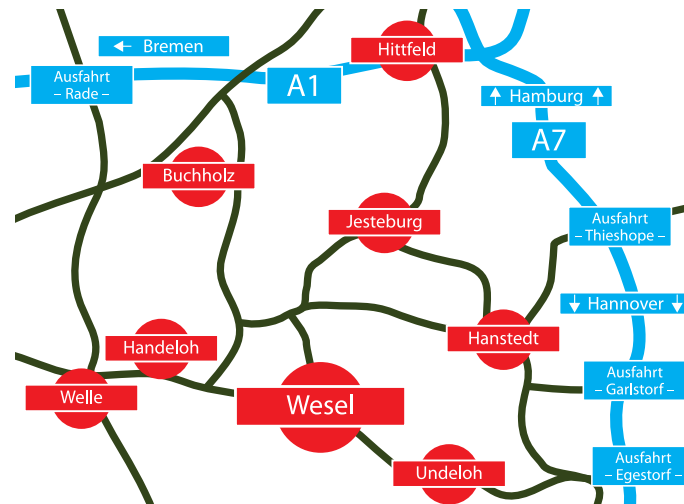 Hittfeld
← Bremen
Ausfahrt
– Rade –
A1
↑ Hamburg ↑
A7
Buchholz
Jesteburg
Ausfahrt
– Thieshope –
↓ Hannover ↓
Handeloh
Hanstedt
Ausfahrt
– Garlstorf –
Welle
Wesel
Undeloh
Ausfahrt
– Egestorf –